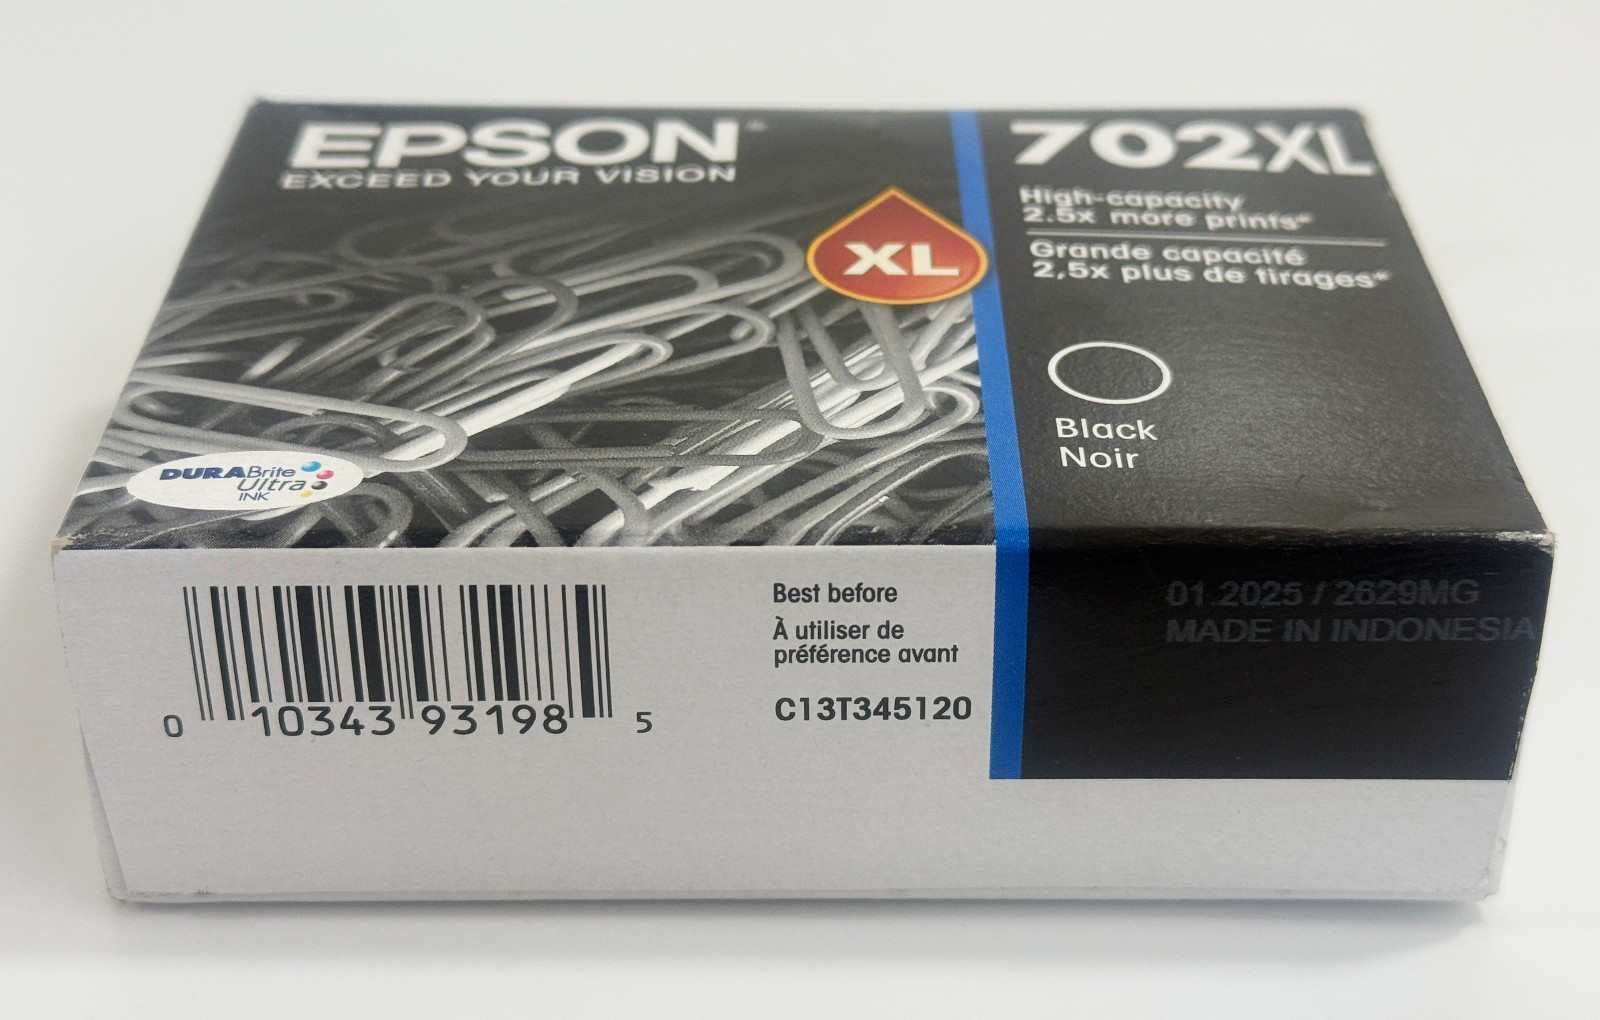 EPSON®
EXCEED YOUR VISION
702XL
High-capacity
2.5x more prints*
Grande capacité
2,5x plus de tirages*
XL
Black
Noir
DURABrite
Ultra
INK
Best before
À utiliser de
préférence avant
C13T345120
01.2025 / 2629MG
MADE IN INDONESIA
0 10343 93198 5